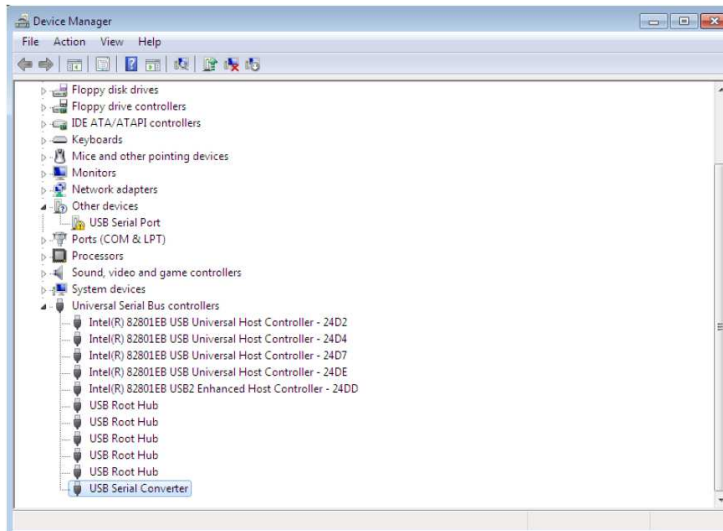 Device Manager
File Action View Help
Floppy disk drives
Floppy drive controllers
IDE ATA/ATAPI controllers
Keyboards
Mice and other pointing devices
Monitors
Network adapters
Other devices
USB Serial Port
Ports (COM & LPT)
Processors
Sound, video and game controllers
System devices
Universal Serial Bus controllers
Intel(R) 82801EB USB Universal Host Controller - 24D2
Intel(R) 82801EB USB Universal Host Controller - 24D4
Intel(R) 82801EB USB Universal Host Controller - 24D7
Intel(R) 82801EB USB Universal Host Controller - 24DE
Intel(R) 82801EB USB2 Enhanced Host Controller - 24DD
USB Root Hub
USB Root Hub
USB Root Hub
USB Root Hub
USB Root Hub
USB Serial Converter